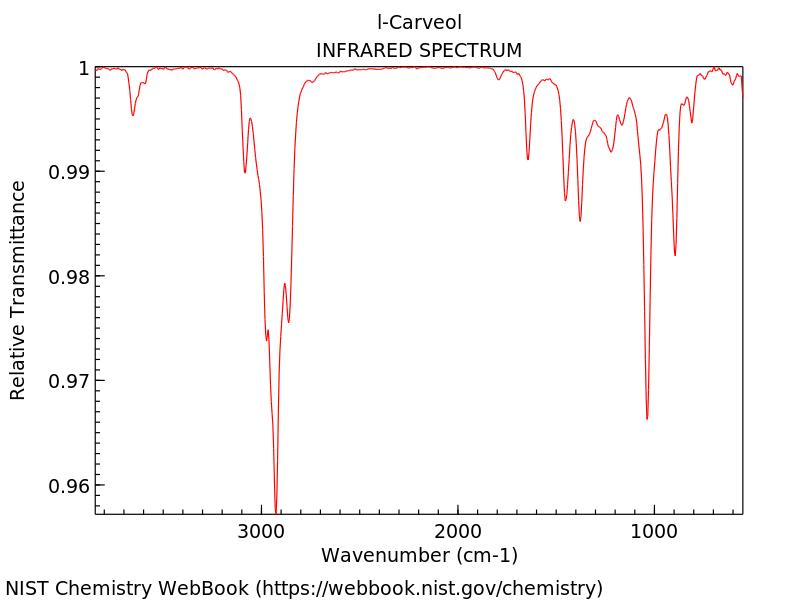 l-Carveol
INFRARED SPECTRUM
1
0.99
0.98
0.97
0.96
Relative Transmittance
3000 2000 1000
Wavenumber (cm-1)
NIST Chemistry WebBook (https://webbook.nist.gov/chemistry)